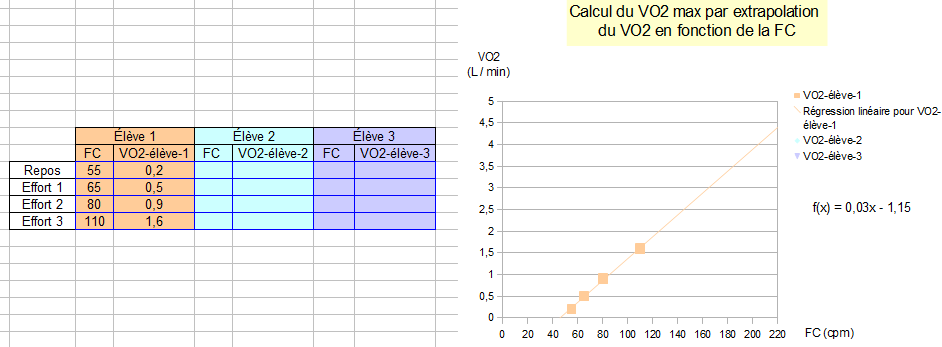 Calcul du VO2 max par extrapolation
du VO2 en fonction de la FC
Élève 1 Élève 2 Élève 3
FC VO2-élève-1 FC VO2-élève-2 FC VO2-élève-3
Repos 55 0,2
Effort 1 65 0,5
Effort 2 80 0,9
Effort 3 110 1,6
VO2
(L / min)
5
4,5
4
3,5
3
2,5
2
1,5
1
0,5
0
0 20 40 60 80 100 120 140 160 180 200 220
FC (cpm)
VO2-élève-1
Régression linéaire pour VO2-
élève-1
VO2-élève-2
VO2-élève-3
f(x) = 0,03x - 1,15